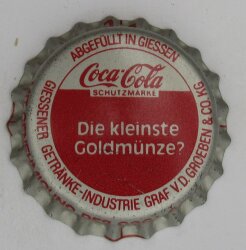 ABGEFÜLLT IN GIESSEN
Coca-Cola
SCHUTZMARKE
Die kleinste
Goldmünze?
GIESSENER GETRÄNKE-INDUSTRIE GRAF V.D. GROEBEN & CO KG